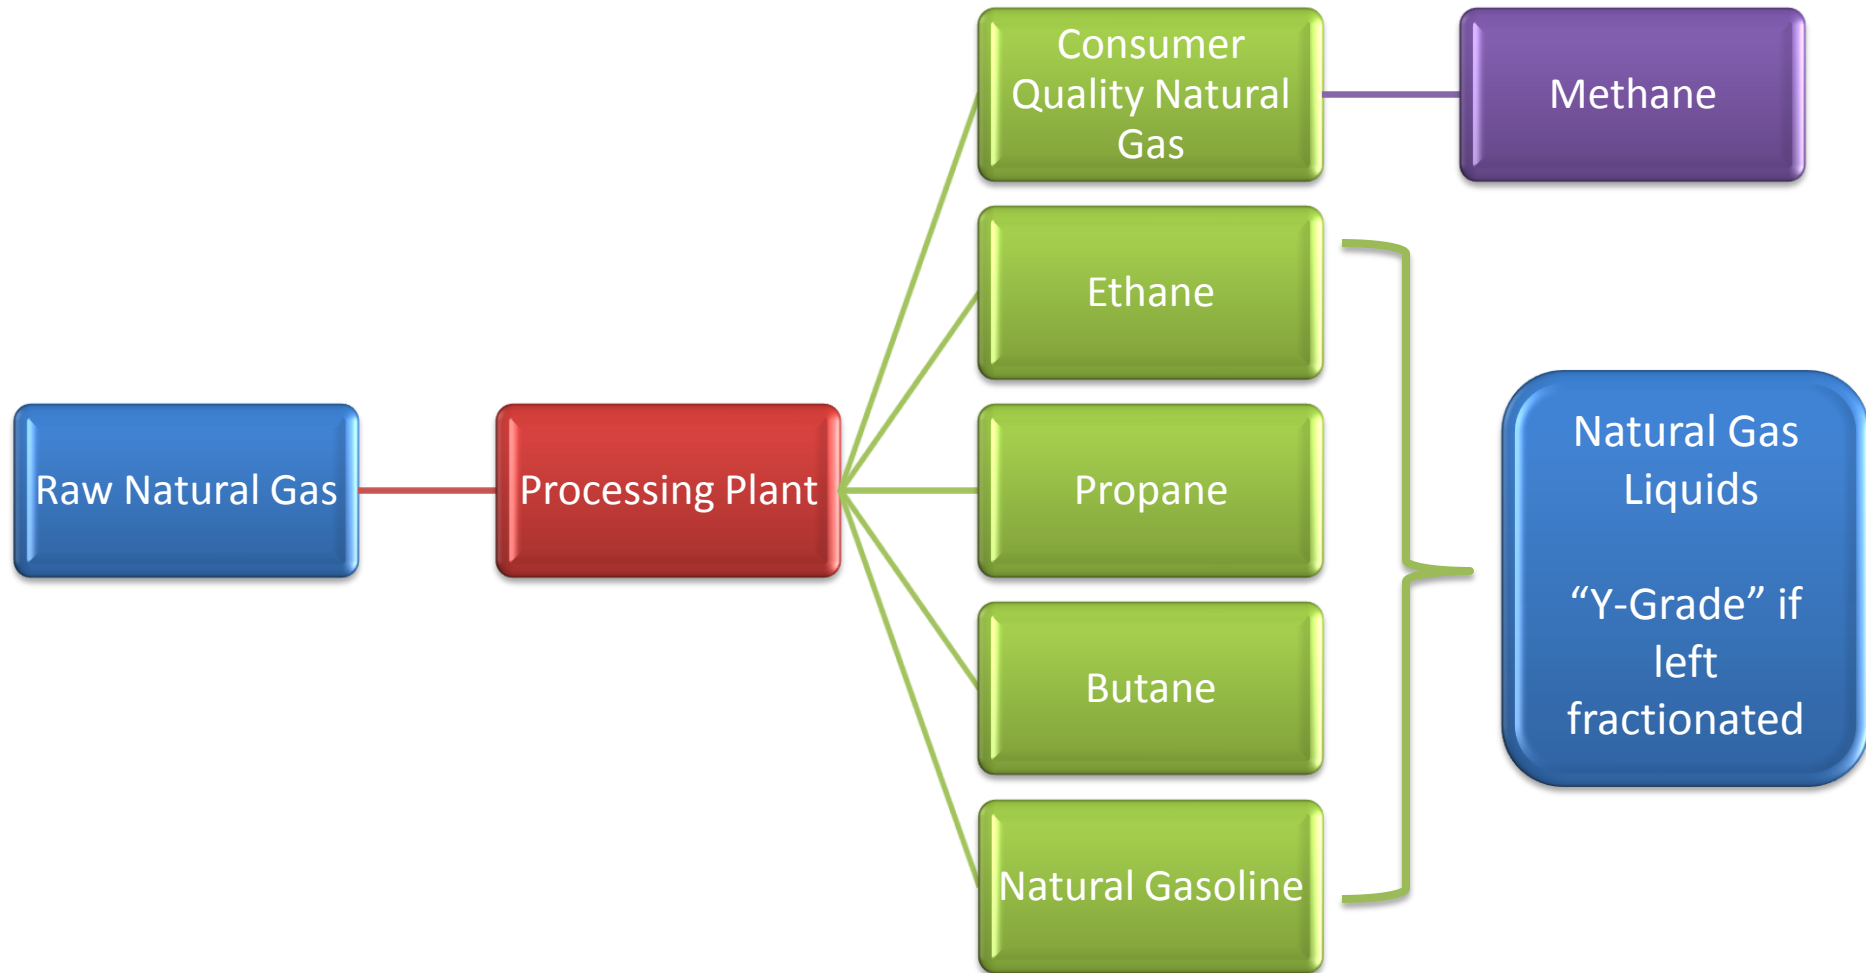 Raw Natural Gas
Processing Plant
Consumer
Quality Natural
Gas
Methane
Ethane
Propane
Butane
Natural Gasoline
Natural Gas
Liquids
“Y-Grade” if
left
fractionated